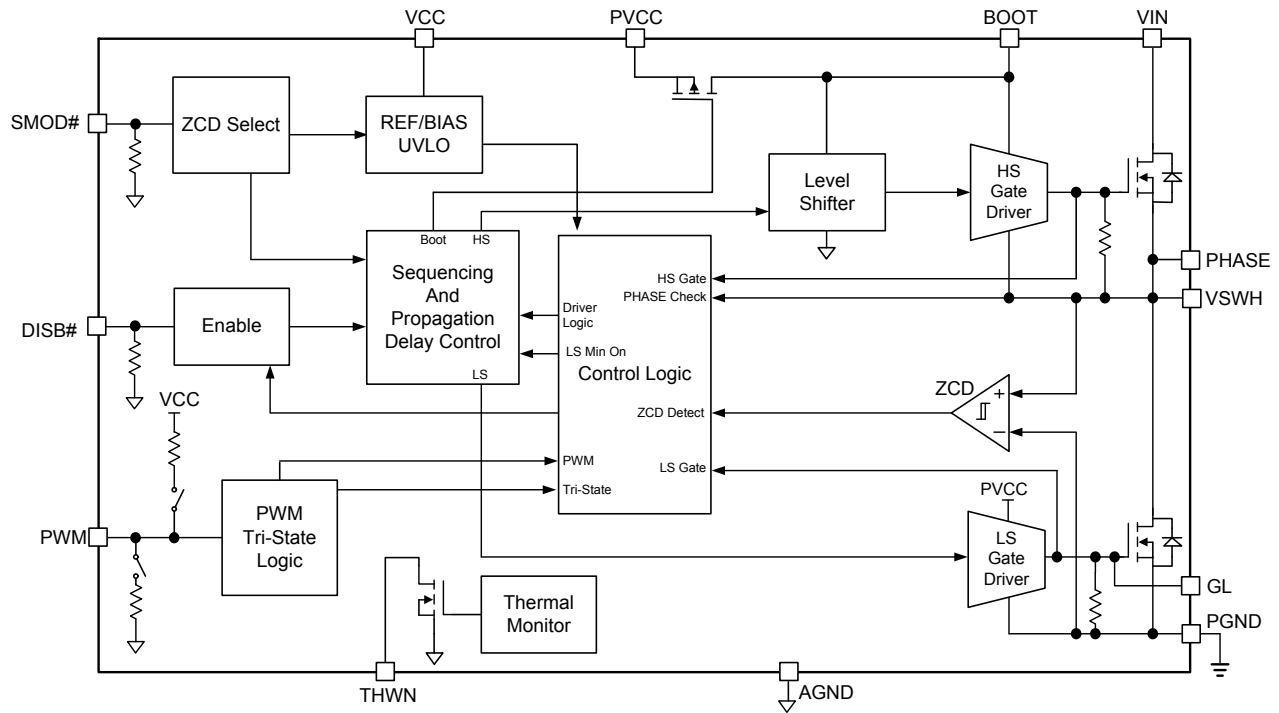 VCC
PVCC
BOOT
VIN
SMOD#
ZCD Select
REF/BIAS
UVLO
Level
Shifter
HS
Gate
Driver
Boot
HS
Sequencing
And
Propagation
Delay Control
LS
HS Gate
PHASE Check
Driver
Logic
LS Min On
Control Logic
ZCD Detect
LS Gate
PWM
Tri-State
PHASE
VSWH
DISB#
Enable
ZCD
+
−
VCC
PWM
PWM
Tri-State
Logic
PVCC
LS
Gate
Driver
GL
PGND
Thermal
Monitor
THWN
AGND